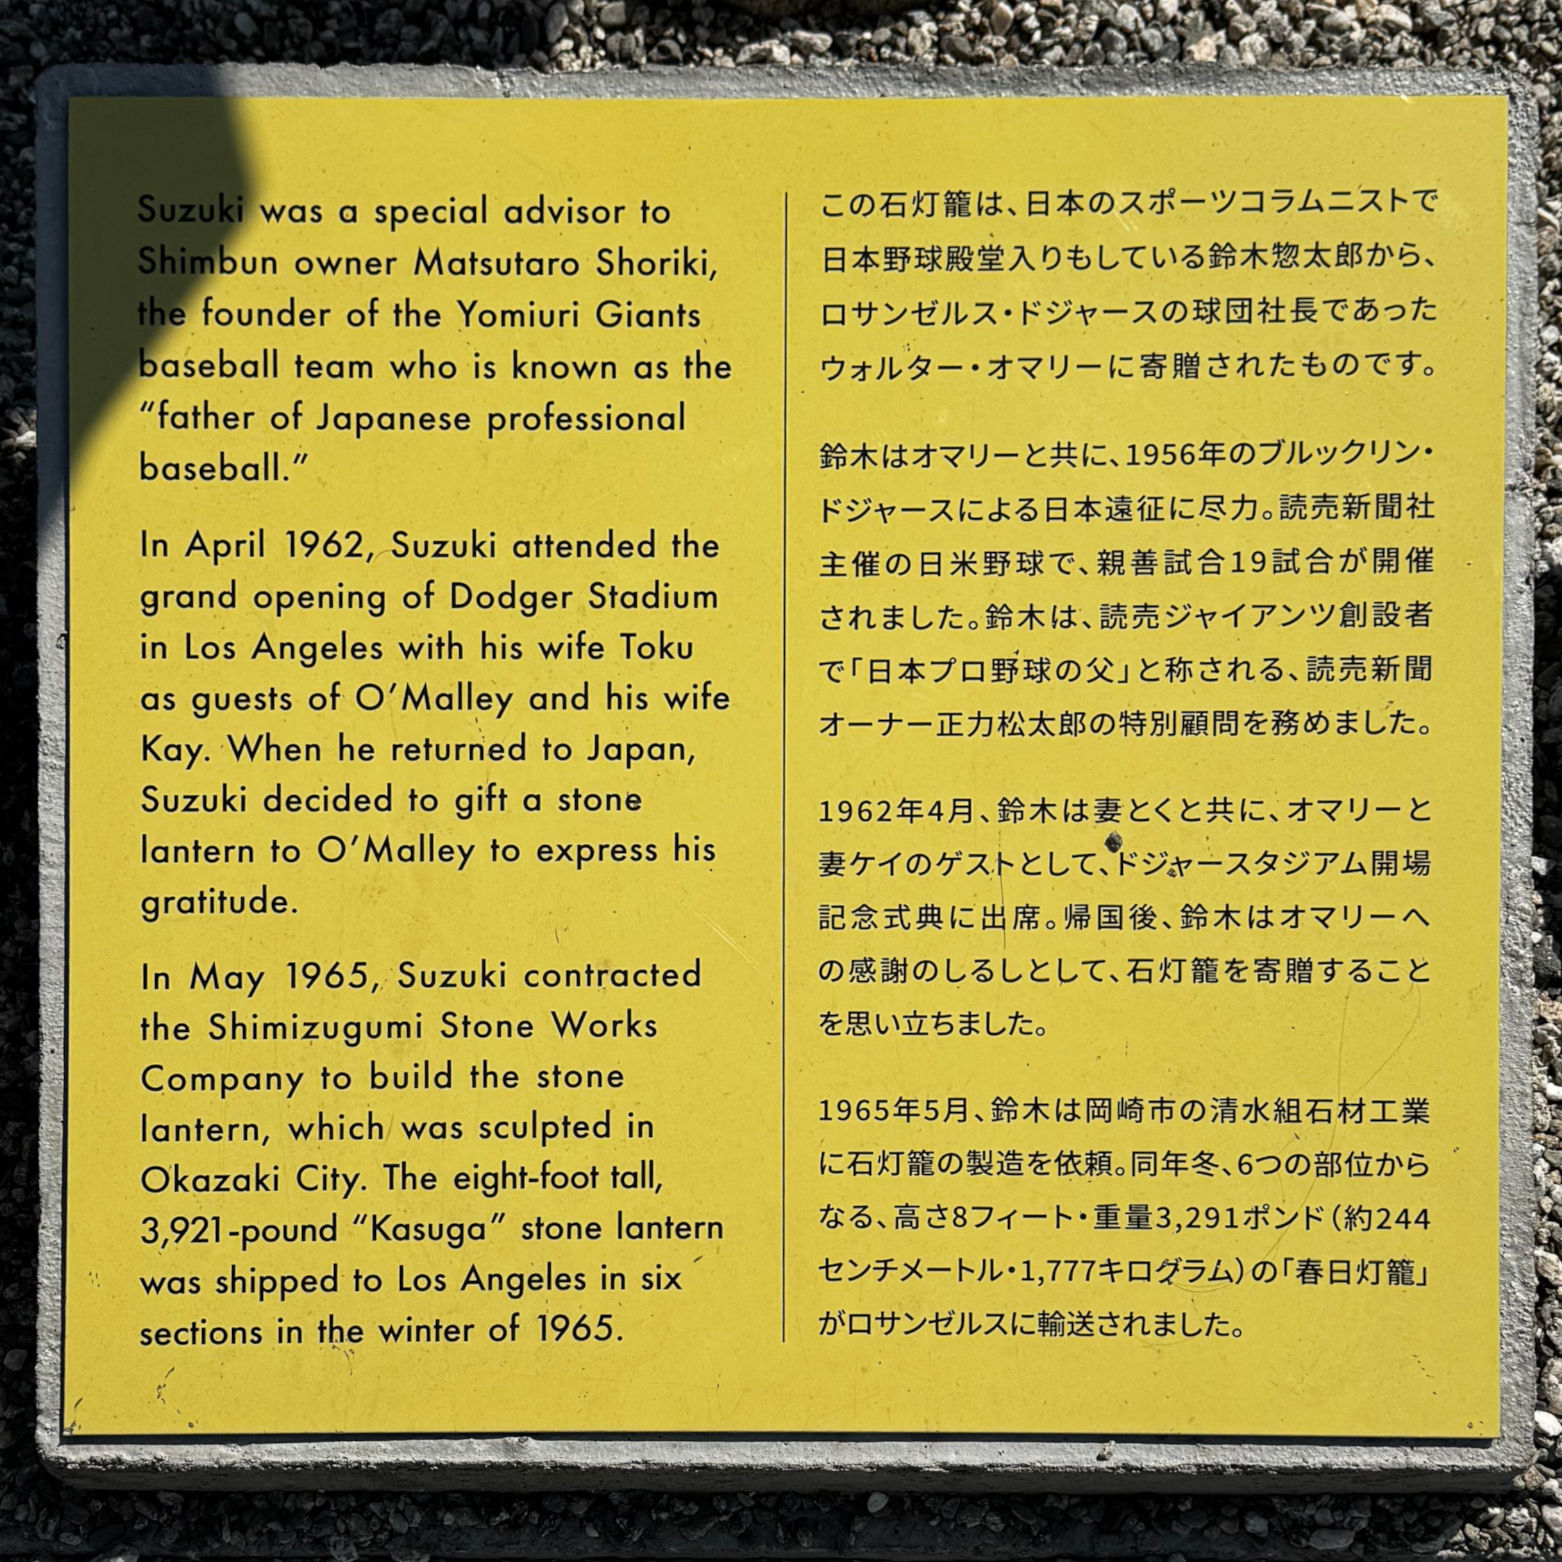 Suzuki was a special advisor to
Shimbun owner Matsutaro Shoriki,
the founder of the Yomiuri Giants
baseball team who is known as the
“father of Japanese professional
baseball.”
In April 1962, Suzuki attended the
grand opening of Dodger Stadium
in Los Angeles with his wife Toku
as guests of O’Malley and his wife
Kay. When he returned to Japan,
Suzuki decided to gift a stone
lantern to O’Malley to express his
gratitude.
In May 1965, Suzuki contracted
the Shimizugumi Stone Works
Company to build the stone
lantern, which was sculpted in
Okazaki City. The eight-foot tall,
3,921-pound “Kasuga” stone lantern
was shipped to Los Angeles in six
sections in the winter of 1965.
この石灯籠は、日本のスポーツコラムニストで
日本野球殿堂入りもしている鈴木惣太郎から、
ロサンゼルス・ドジャースの球団社長であった
ウォルター・オマリーに寄贈されたものです。
鈴木はオマリーと共に、1956年のブルックリン・
ドジャースによる日本遠征に尽力。読売新聞社
主催の日米野球で、親善試合19試合が開催
されました。鈴木は、読売ジャイアンツ創設者
で「日本プロ野球の父」と称される、読売新聞
オーナー正力松太郎の特別顧問を務めました。
1962年4月、鈴木は妻とくと共に、オマリーと
妻ケイのゲストとして、ドジャースタジアム開場
記念式典に出席。帰国後、鈴木はオマリーへ
の感謝のしるしとして、石灯籠を寄贈すること
を思い立ちました。
1965年5月、鈴木は岡崎市の清水組石材工業
に石灯籠の製造を依頼。同年冬、6つの部位から
なる、高さ8フィート・重量3,291ポンド（約244
センチメートル・1,777キログラム）の「春日灯籠」
がロサンゼルスに輸送されました。